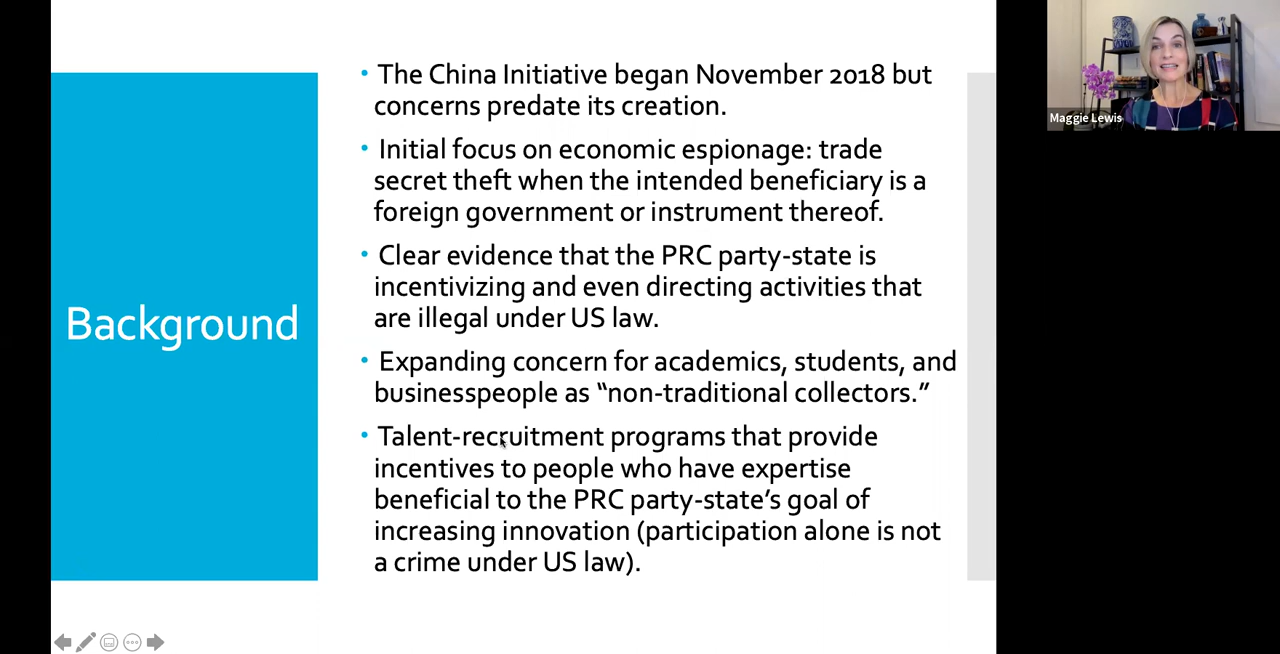 Background
• The China Initiative began November 2018 but
concerns predate its creation.
• Initial focus on economic espionage: trade
secret theft when the intended beneficiary is a
foreign government or instrument thereof.
• Clear evidence that the PRC party-state is
incentivizing and even directing activities that
are illegal under US law.
• Expanding concern for academics, students, and
businesspeople as “non-traditional collectors.”
• Talent-recruitment programs that provide
incentives to people who have expertise
beneficial to the PRC party-state’s goal of
increasing innovation (participation alone is not
a crime under US law).
Maggie Lewis